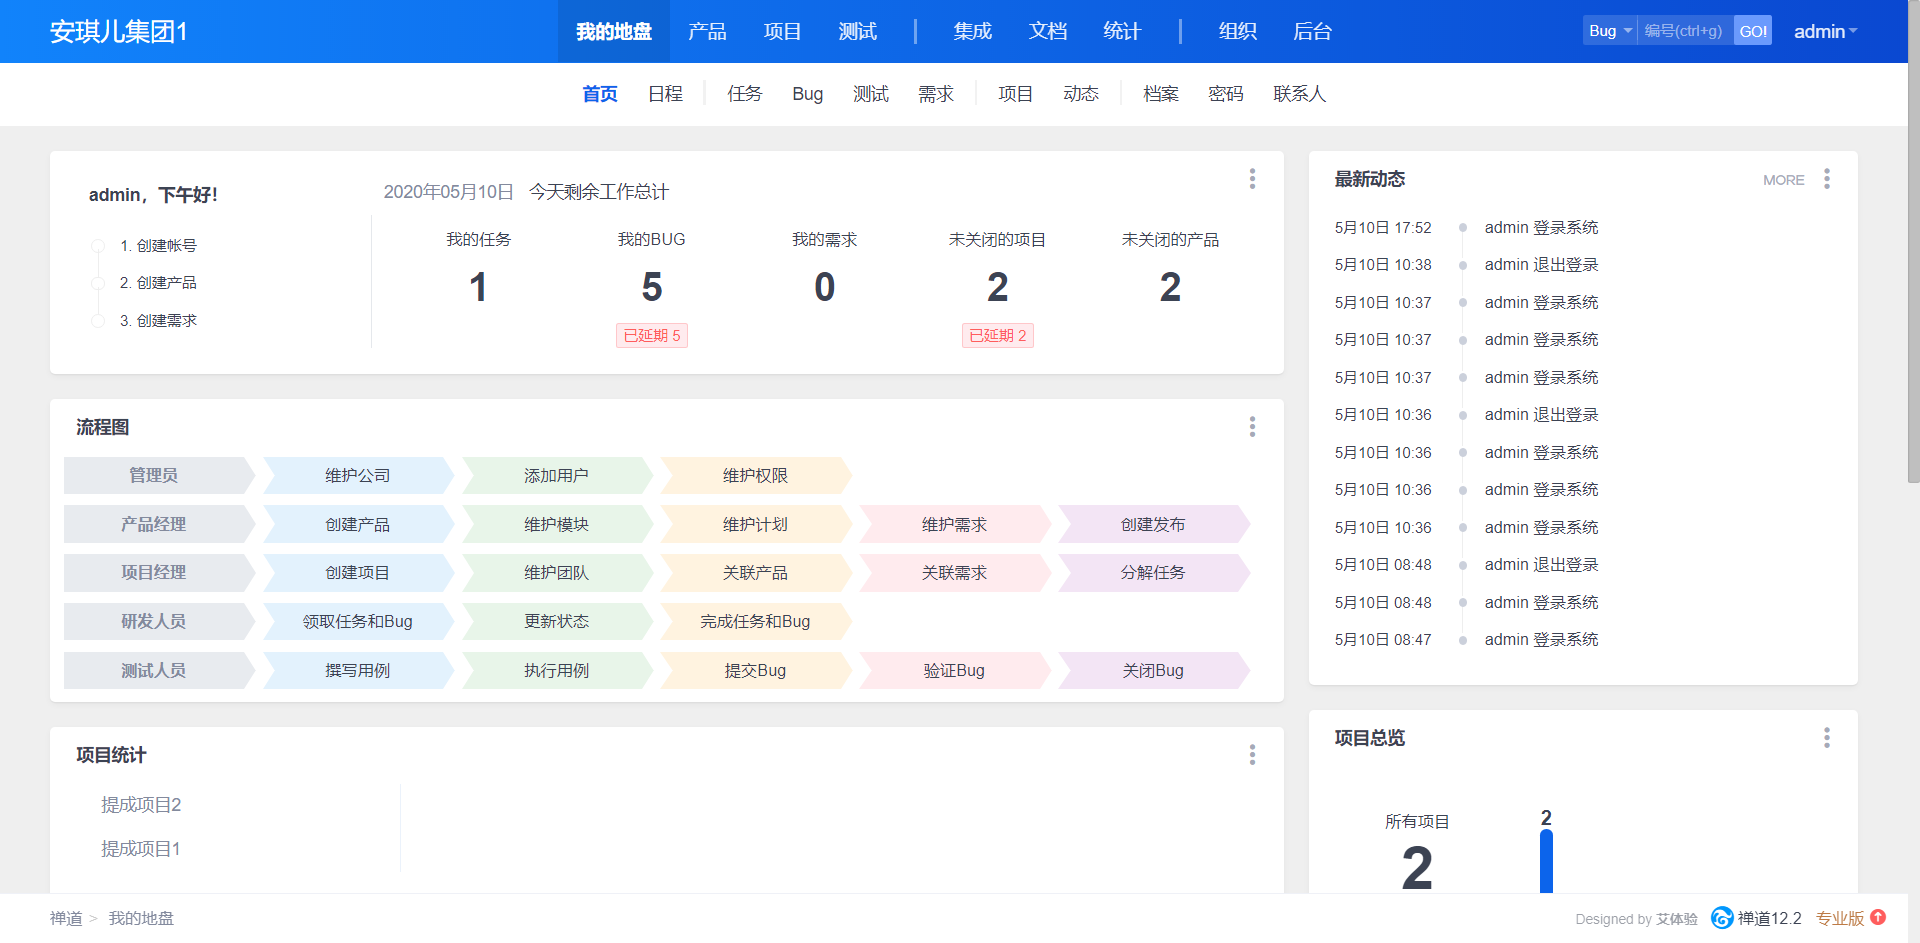 安琪儿集团1
我的地盘 产品 项目 测试 集成 文档 统计 组织 后台
Bug 编号(ctrl+g) GO! admin
首页 日程 任务 Bug 测试 需求 项目 动态 档案 密码 联系人
admin，下午好！
1. 创建帐号
2. 创建产品
3. 创建需求
2020年05月10日 今天剩余工作总计
我的任务 我的BUG 我的需求 未关闭的项目 未关闭的产品
1 5 0 2 2
已延期 5 已延期 2
流程图
管理员 维护公司 添加用户 维护权限
产品经理 创建产品 维护模块 维护计划 维护需求 创建发布
项目经理 创建项目 维护团队 关联产品 关联需求 分解任务
研发人员 领取任务和Bug 更新状态 完成任务和Bug
测试人员 撰写用例 执行用例 提交Bug 验证Bug 关闭Bug
项目统计
提成项目2
提成项目1
最新动态 MORE
5月10日 17:52 admin 登录系统
5月10日 10:38 admin 退出登录
5月10日 10:37 admin 登录系统
5月10日 10:37 admin 登录系统
5月10日 10:37 admin 登录系统
5月10日 10:36 admin 退出登录
5月10日 10:36 admin 登录系统
5月10日 10:36 admin 登录系统
5月10日 10:36 admin 登录系统
5月10日 08:48 admin 退出登录
5月10日 08:48 admin 登录系统
5月10日 08:47 admin 登录系统
项目总览
所有项目
2
2
禅道 > 我的地盘
Designed by 艾体验 禅道12.2 专业版